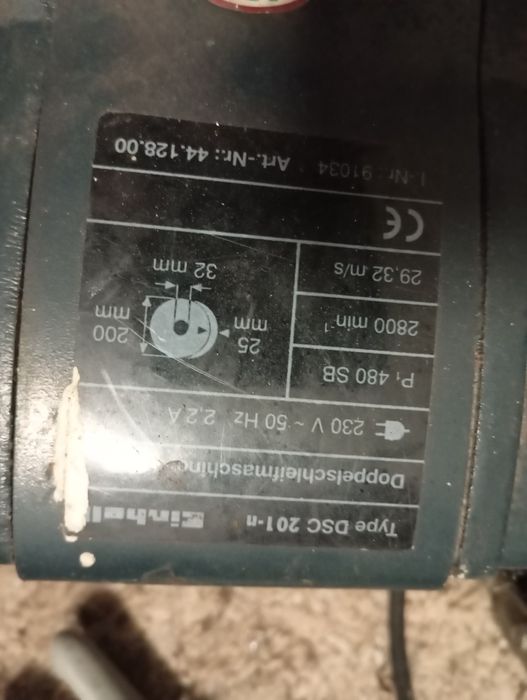 Type DSC 201-n Einhell
Doppelschleifmaschine
230 V ~ 50 Hz 2,2 A
P₁ 480 SB
2800 min⁻¹
29.32 m/s
25 mm
200 mm
32 mm
CE
I.-Nr.: 91034 Art.-Nr.: 44.128.00